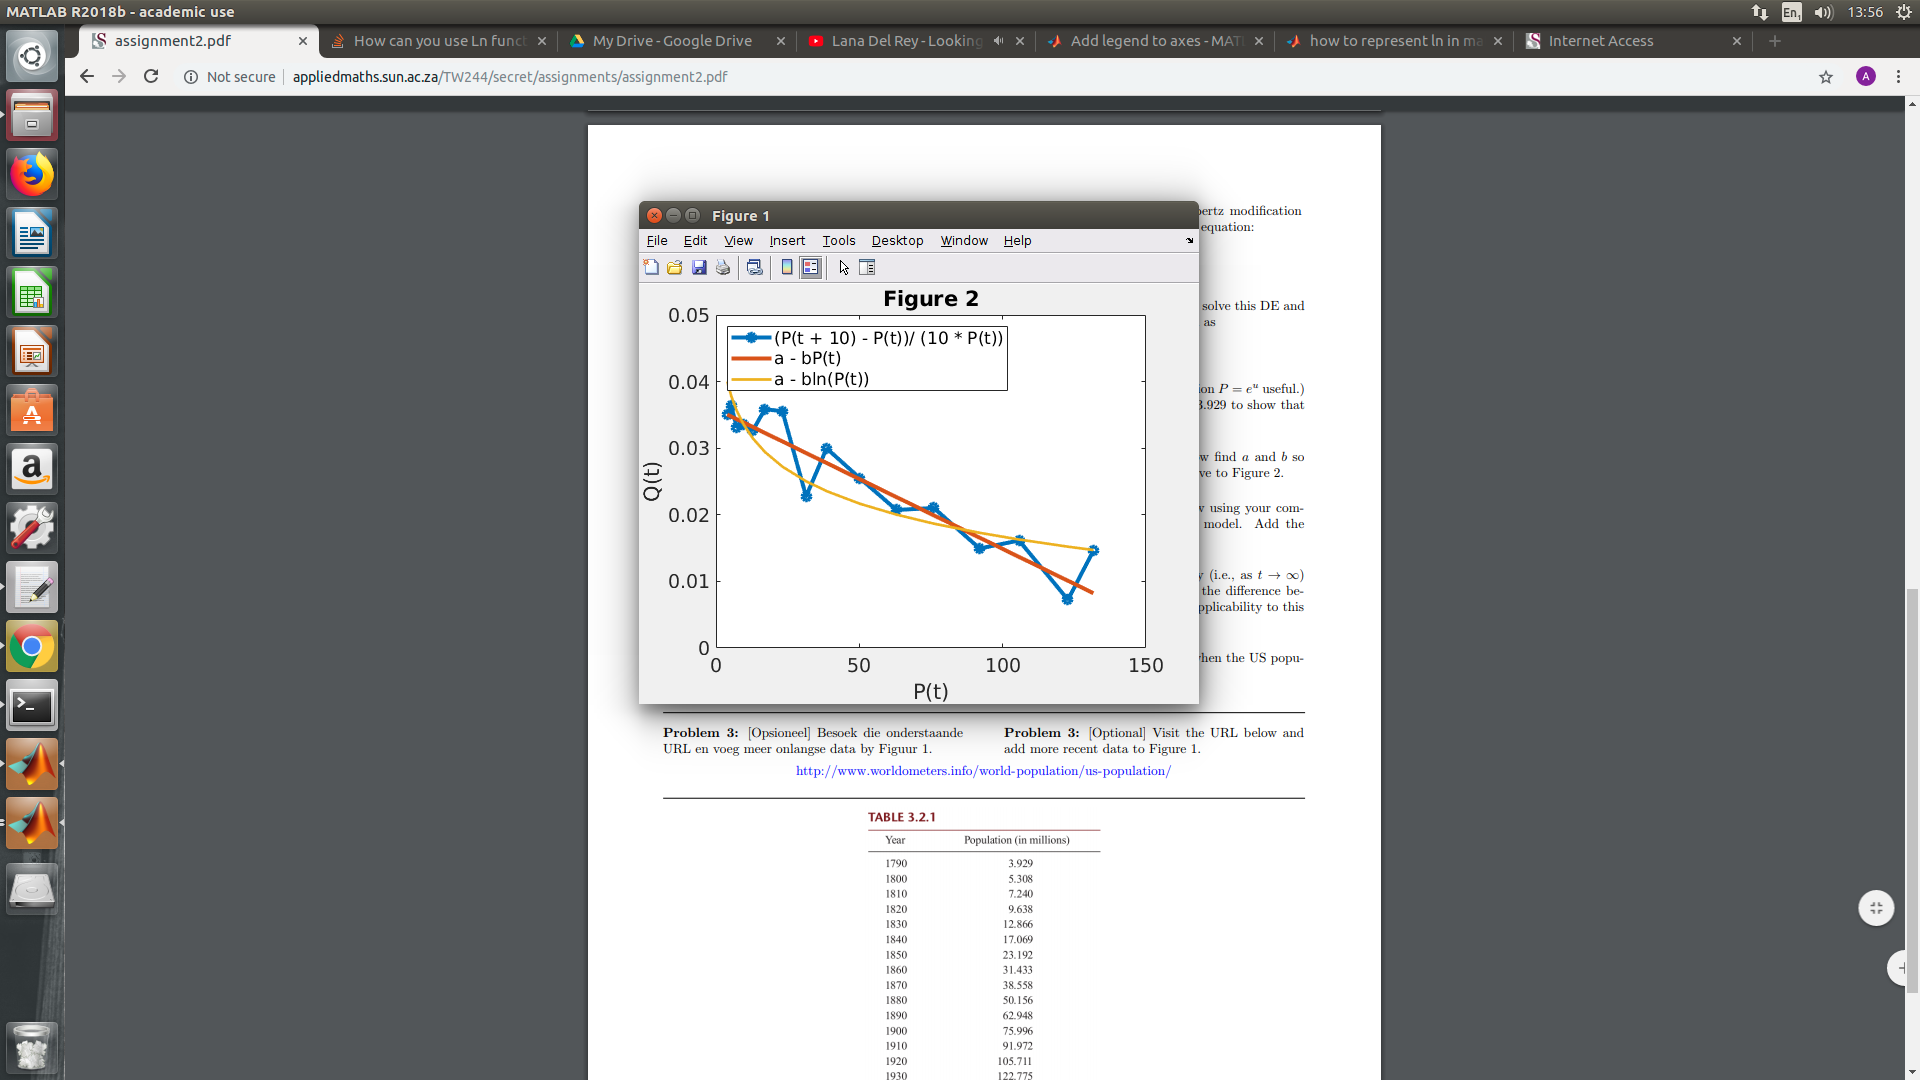 MATLAB R2018b - academic use
En1
13:56
assignment2.pdf
How can you use Ln funct
My Drive - Google Drive
Lana Del Rey - Looking
Add legend to axes - MAT
how to represent ln in ma
Internet Access
Not secure
appliedmaths.sun.ac.za/TW244/secret/assignments/assignment2.pdf
A
ertz modification
equation:
solve this DE and
as
ion P = e^u useful.)
3.929 to show that
w find a and b so
ve to Figure 2.
using your com-
model. Add the
(i.e., as t → ∞)
the difference be-
pplicability to this
hen the US popu-
Figure 1
File Edit View Insert Tools Desktop Window Help
Figure 2
(P(t + 10) - P(t))/ (10 * P(t))
a - bP(t)
a - bln(P(t))
0.05
0.04
0.03
0.02
0.01
0
Q(t)
0 50 100 150
P(t)
Problem 3: [Opsioneel] Besoek die onderstaande
URL en voeg meer onlangse data by Figuur 1.
Problem 3: [Optional] Visit the URL below and
add more recent data to Figure 1.
http://www.worldometers.info/world-population/us-population/
TABLE 3.2.1
Year Population (in millions)
1790 3.929
1800 5.308
1810 7.240
1820 9.638
1830 12.866
1840 17.069
1850 23.192
1860 31.433
1870 38.558
1880 50.156
1890 62.948
1900 75.996
1910 91.972
1920 105.711
1930 122.775